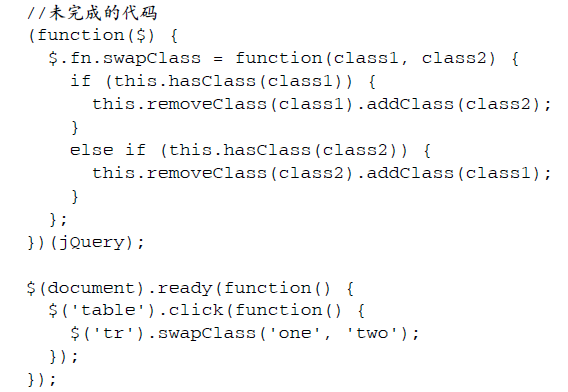 //未完成的代码
(function($) {
  $.fn.swapClass = function(class1, class2) {
    if (this.hasClass(class1)) {
      this.removeClass(class1).addClass(class2);
    }
    else if (this.hasClass(class2)) {
      this.removeClass(class2).addClass(class1);
    }
  };
})(jQuery);

$(document).ready(function() {
  $('table').click(function() {
    $('tr').swapClass('one', 'two');
  });
});